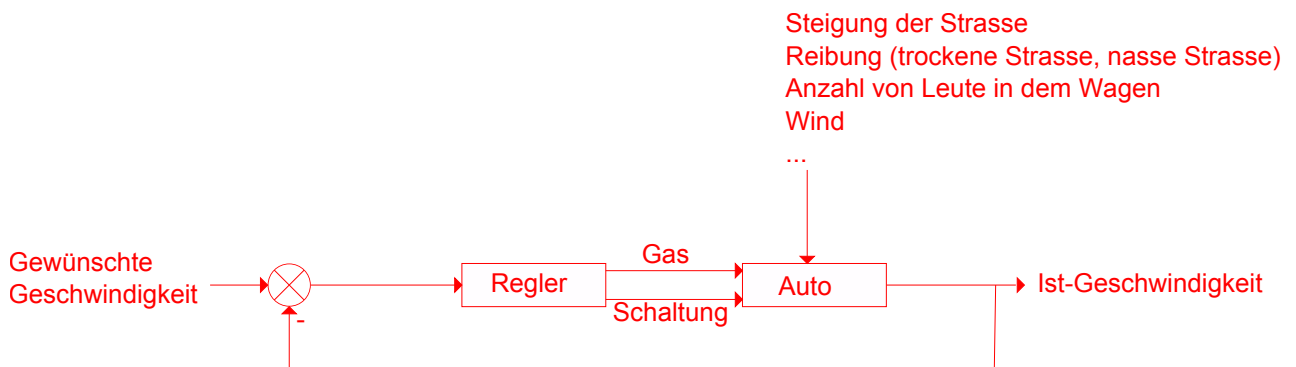 Steigung der Strasse
Reibung (trockene Strasse, nasse Strasse)
Anzahl von Leute in dem Wagen
Wind
...
Gewünschte
Geschwindigkeit
-
Regler
Gas
Schaltung
Auto
Ist-Geschwindigkeit